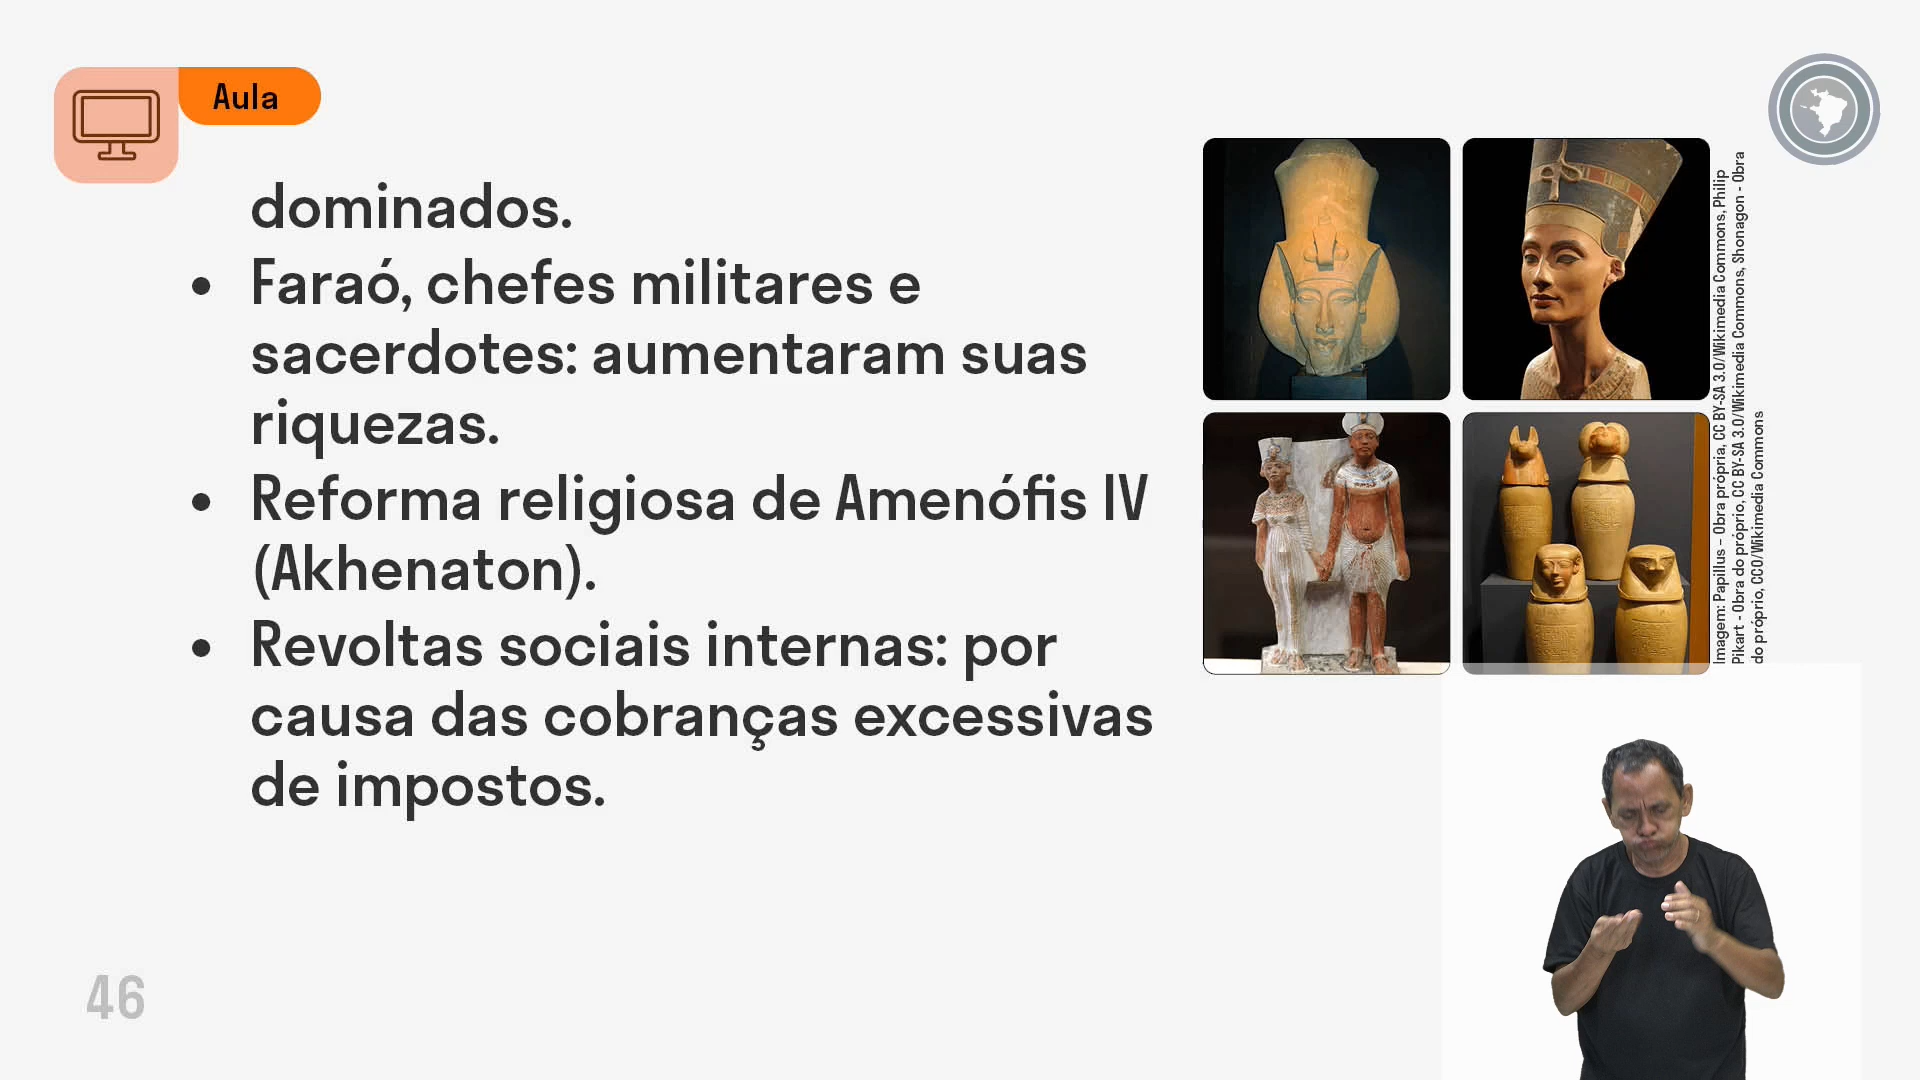 Aula
dominados.
• Faraó, chefes militares e
sacerdotes: aumentaram suas
riquezas.
• Reforma religiosa de Amenófis IV
(Akhenaton).
• Revoltas sociais internas: por
causa das cobranças excessivas
de impostos.
Imagem: Papillus – Obra própria, CC BY-SA 3.0/Wikimedia Commons, Philip
Pikart - Obra do próprio, CC BY-SA 3.0/Wikimedia Commons, Shonagon - Obra
do próprio, CC0/Wikimedia Commons
46